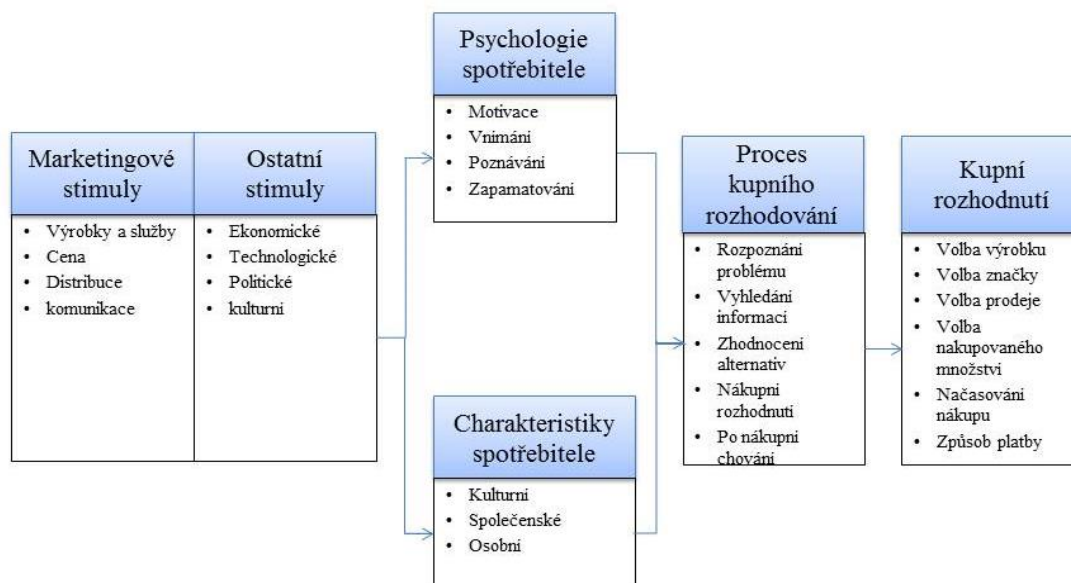 Marketingové
stimuly
• Výrobky a služby
• Cena
• Distribuce
• komunikace
Ostatní
stimuly
• Ekonomické
• Technologické
• Politické
• kulturní
Psychologie
spotřebitele
• Motivace
• Vnímání
• Poznávání
• Zapamatování
Charakteristiky
spotřebitele
• Kulturní
• Společenské
• Osobní
Proces
kupního
rozhodování
• Rozpoznání
problému
• Vyhledání
informací
• Zhodnocení
alternativ
• Nákupní
rozhodnutí
• Po nákupní
chování
Kupní
rozhodnutí
• Volba výrobku
• Volba značky
• Volba prodeje
• Volba
nakupovaného
množství
• Načasování
nákupu
• Způsob platby